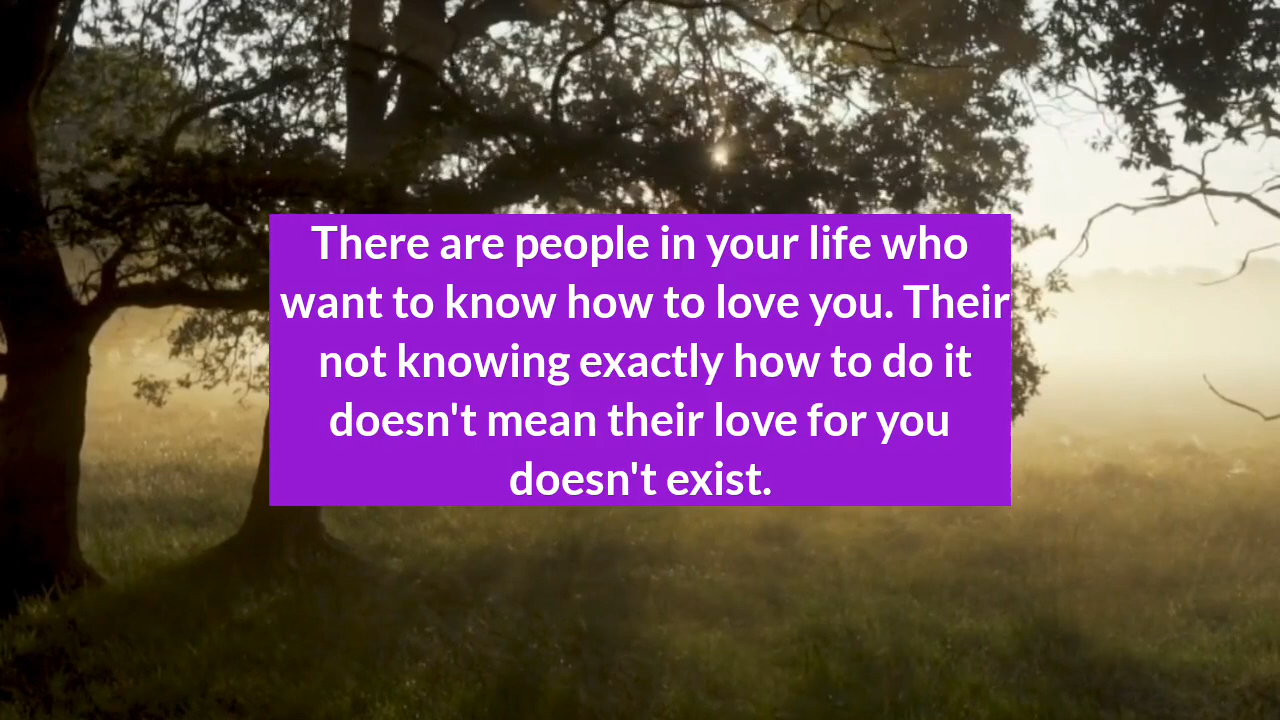 There are people in your life who
want to know how to love you. Their
not knowing exactly how to do it
doesn't mean their love for you
doesn't exist.